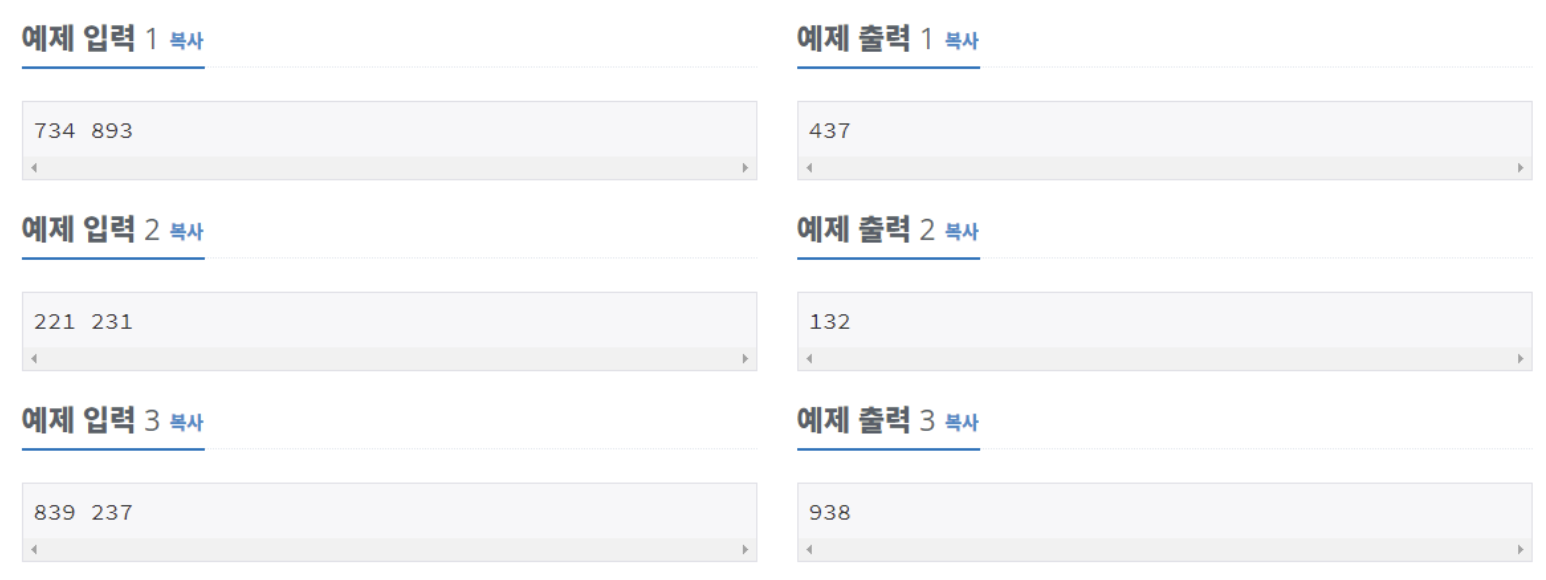 예제 입력 1 복사
예제 출력 1 복사
734 893
437
예제 입력 2 복사
예제 출력 2 복사
221 231
132
예제 입력 3 복사
예제 출력 3 복사
839 237
938